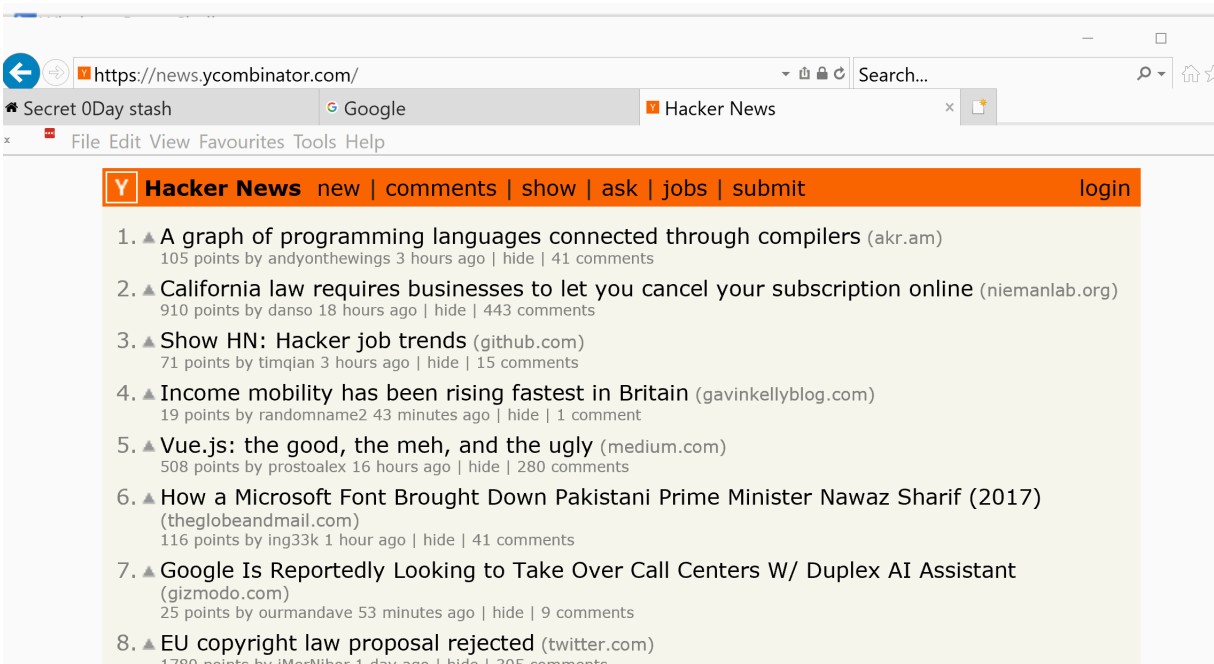 https://news.ycombinator.com/ Search...
Secret 0Day stash Google Hacker News
File Edit View Favourites Tools Help
Y Hacker News new | comments | show | ask | jobs | submit login
1. A graph of programming languages connected through compilers (akr.am)
105 points by andyonthewings 3 hours ago | hide | 41 comments
2. California law requires businesses to let you cancel your subscription online (niemanlab.org)
910 points by danso 18 hours ago | hide | 443 comments
3. Show HN: Hacker job trends (github.com)
71 points by timqian 3 hours ago | hide | 15 comments
4. Income mobility has been rising fastest in Britain (gavinkellyblog.com)
19 points by randomname2 43 minutes ago | hide | 1 comment
5. Vue.js: the good, the meh, and the ugly (medium.com)
508 points by prostoalex 16 hours ago | hide | 280 comments
6. How a Microsoft Font Brought Down Pakistani Prime Minister Nawaz Sharif (2017)
(theglobeandmail.com)
116 points by ing33k 1 hour ago | hide | 41 comments
7. Google Is Reportedly Looking to Take Over Call Centers W/ Duplex AI Assistant
(gizmodo.com)
25 points by ourmandave 53 minutes ago | hide | 9 comments
8. EU copyright law proposal rejected (twitter.com)